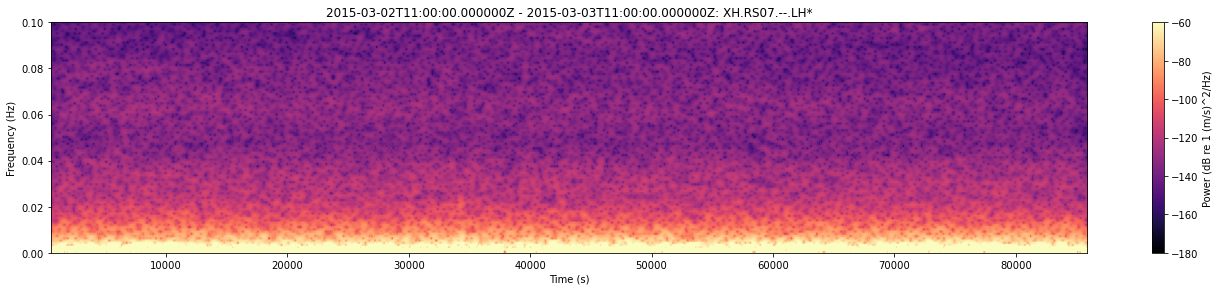 2015-03-02T11:00:00.000000Z - 2015-03-03T11:00:00.000000Z: XH.RS07.--.LH*
0.10
0.08
0.06
0.04
0.02
0.00
Frequency (Hz)
10000 20000 30000 40000 50000 60000 70000 80000
Time (s)
−60
−80
−100
−120
−140
−160
−180
Power (dB re 1 (m/s)^2/Hz)